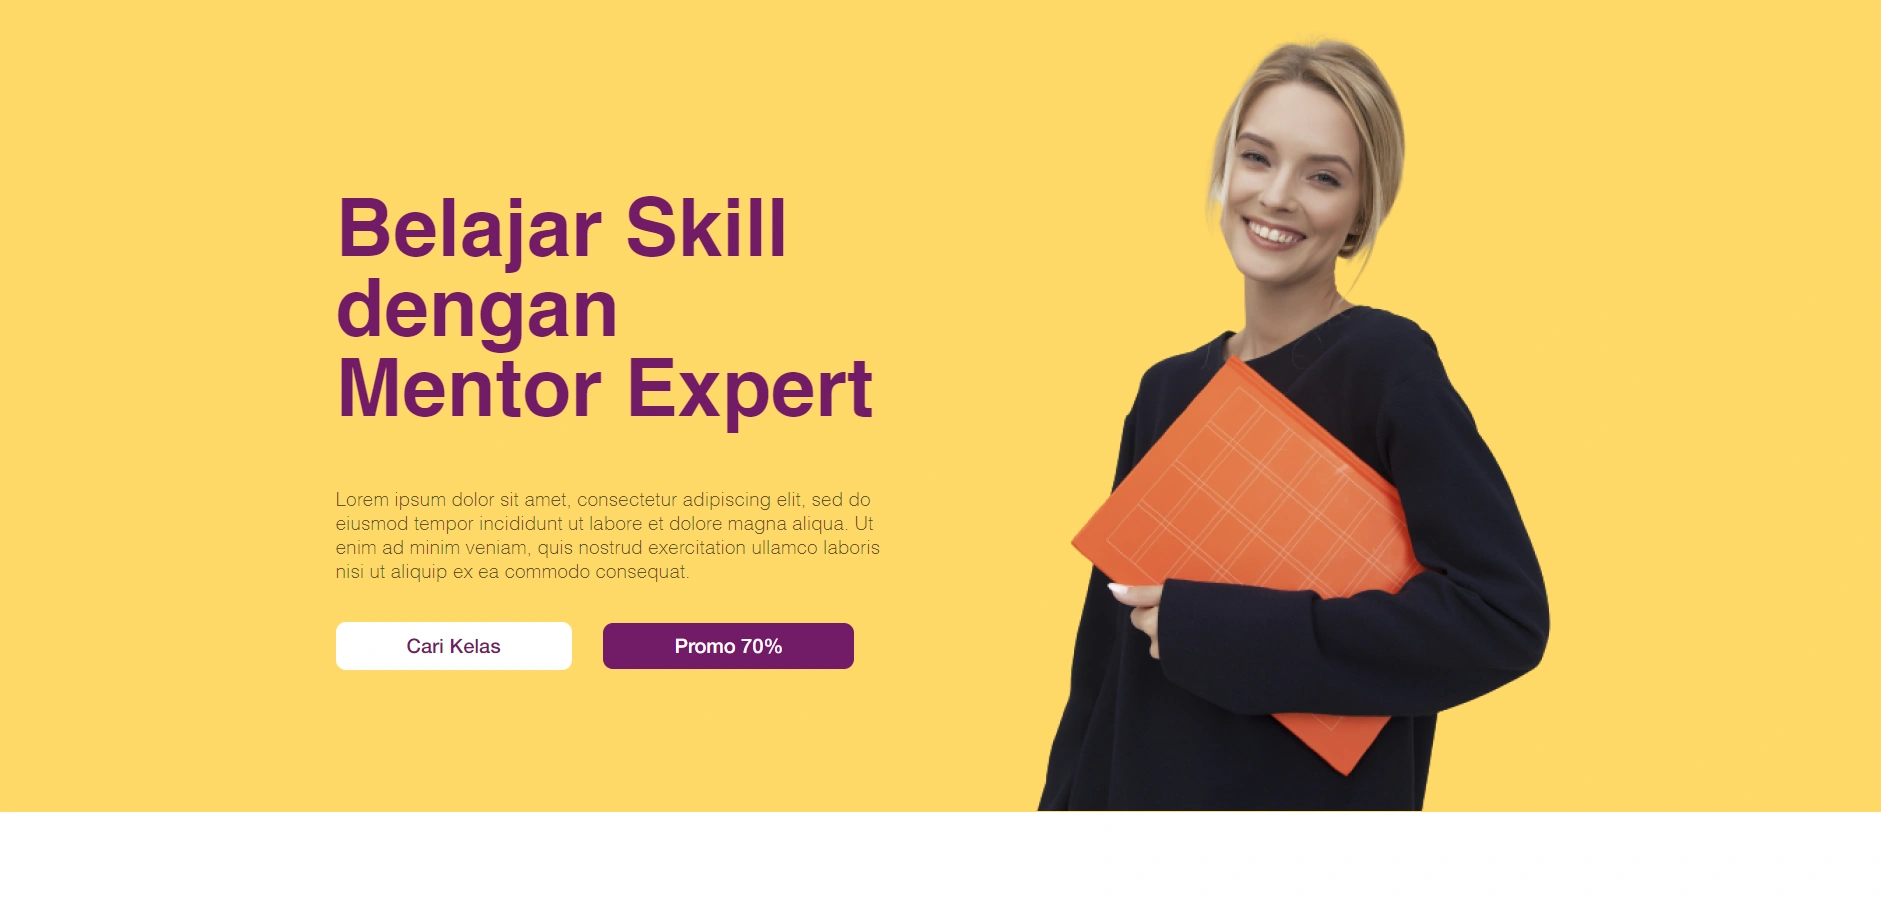 Belajar Skill
dengan
Mentor Expert
Lorem ipsum dolor sit amet, consectetur adipiscing elit, sed do
eiusmod tempor incididunt ut labore et dolore magna aliqua. Ut
enim ad minim veniam, quis nostrud exercitation ullamco laboris
nisi ut aliquip ex ea commodo consequat.
Cari Kelas
Promo 70%